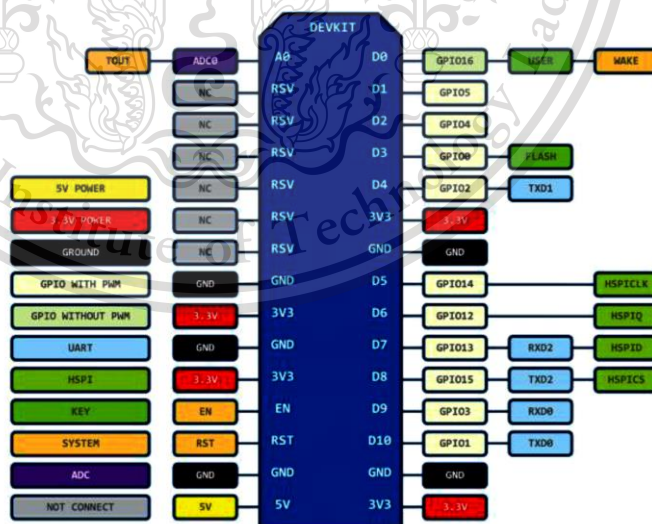 DEVKIT
TOUT ADC0 A0 D0 GPIO16 USER WAKE
NC RSV D1 GPIO5
NC RSV D2 GPIO4
NC RSV D3 GPIO0 FLASH
5V POWER NC RSV D4 GPIO2 TXD1
3.3V POWER NC RSV 3V3 3.3V
GROUND NC RSV GND GND
GPIO WITH PWM GND GND D5 GPIO14 HSPICLK
GPIO WITHOUT PWM 3.3V 3V3 D6 GPIO12 HSPIQ
UART GND GND D7 GPIO13 RXD2 HSPID
HSPI 3.3V 3V3 D8 GPIO15 TXD2 HSPICS
KEY EN EN D9 GPIO3 RXD0
SYSTEM RST RST D10 GPIO1 TXD0
ADC GND GND GND GND
NOT CONNECT 5V 5V 3V3 3.3V
Institute of Technology Lad